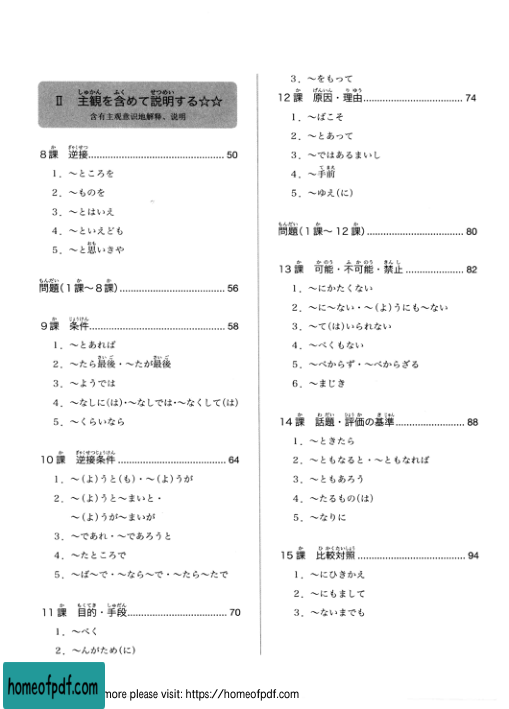 Ⅱ 主観を含めて説明する☆☆
含有主观意识地解释、说明
8課 逆接 50
1．～ところを
2．～ものを
3．～とはいえ
4．～といえども
5．～と思いきや
問題(1課～8課) 56
9課 条件 58
1．～とあれば
2．～たら最後・～たが最後
3．～ようでは
4．～なしに(は)・～なしでは・～なくして(は)
5．～くらいなら
10課 逆接条件 64
1．～(よ)うと(も)・～(よ)うが
2．～(よ)うと～まいと・
～(よ)うが～まいが
3．～であれ・～であろうと
4．～たところで
5．～ば～で・～なら～で・～たら～たで
11課 目的・手段 70
1．～べく
2．～んがため(に)
3．～をもって
12課 原因・理由 74
1．～ばこそ
2．～とあって
3．～ではあるまいし
4．～手前
5．～ゆえ(に)
問題(1課～12課) 80
13課 可能・不可能・禁止 82
1．～にかたくない
2．～に～ない・～(よ)うにも～ない
3．～て(は)いられない
4．～べくもない
5．～べからず・～べからざる
6．～まじき
14課 話題・評価の基準 88
1．～ときたら
2．～ともなると・～ともなれば
3．～ともあろう
4．～たるもの(は)
5．～なりに
15課 比較対照 94
1．～にひきかえ
2．～にもまして
3．～ないまでも
homeofpdf.com
more please visit: https://homeofpdf.com